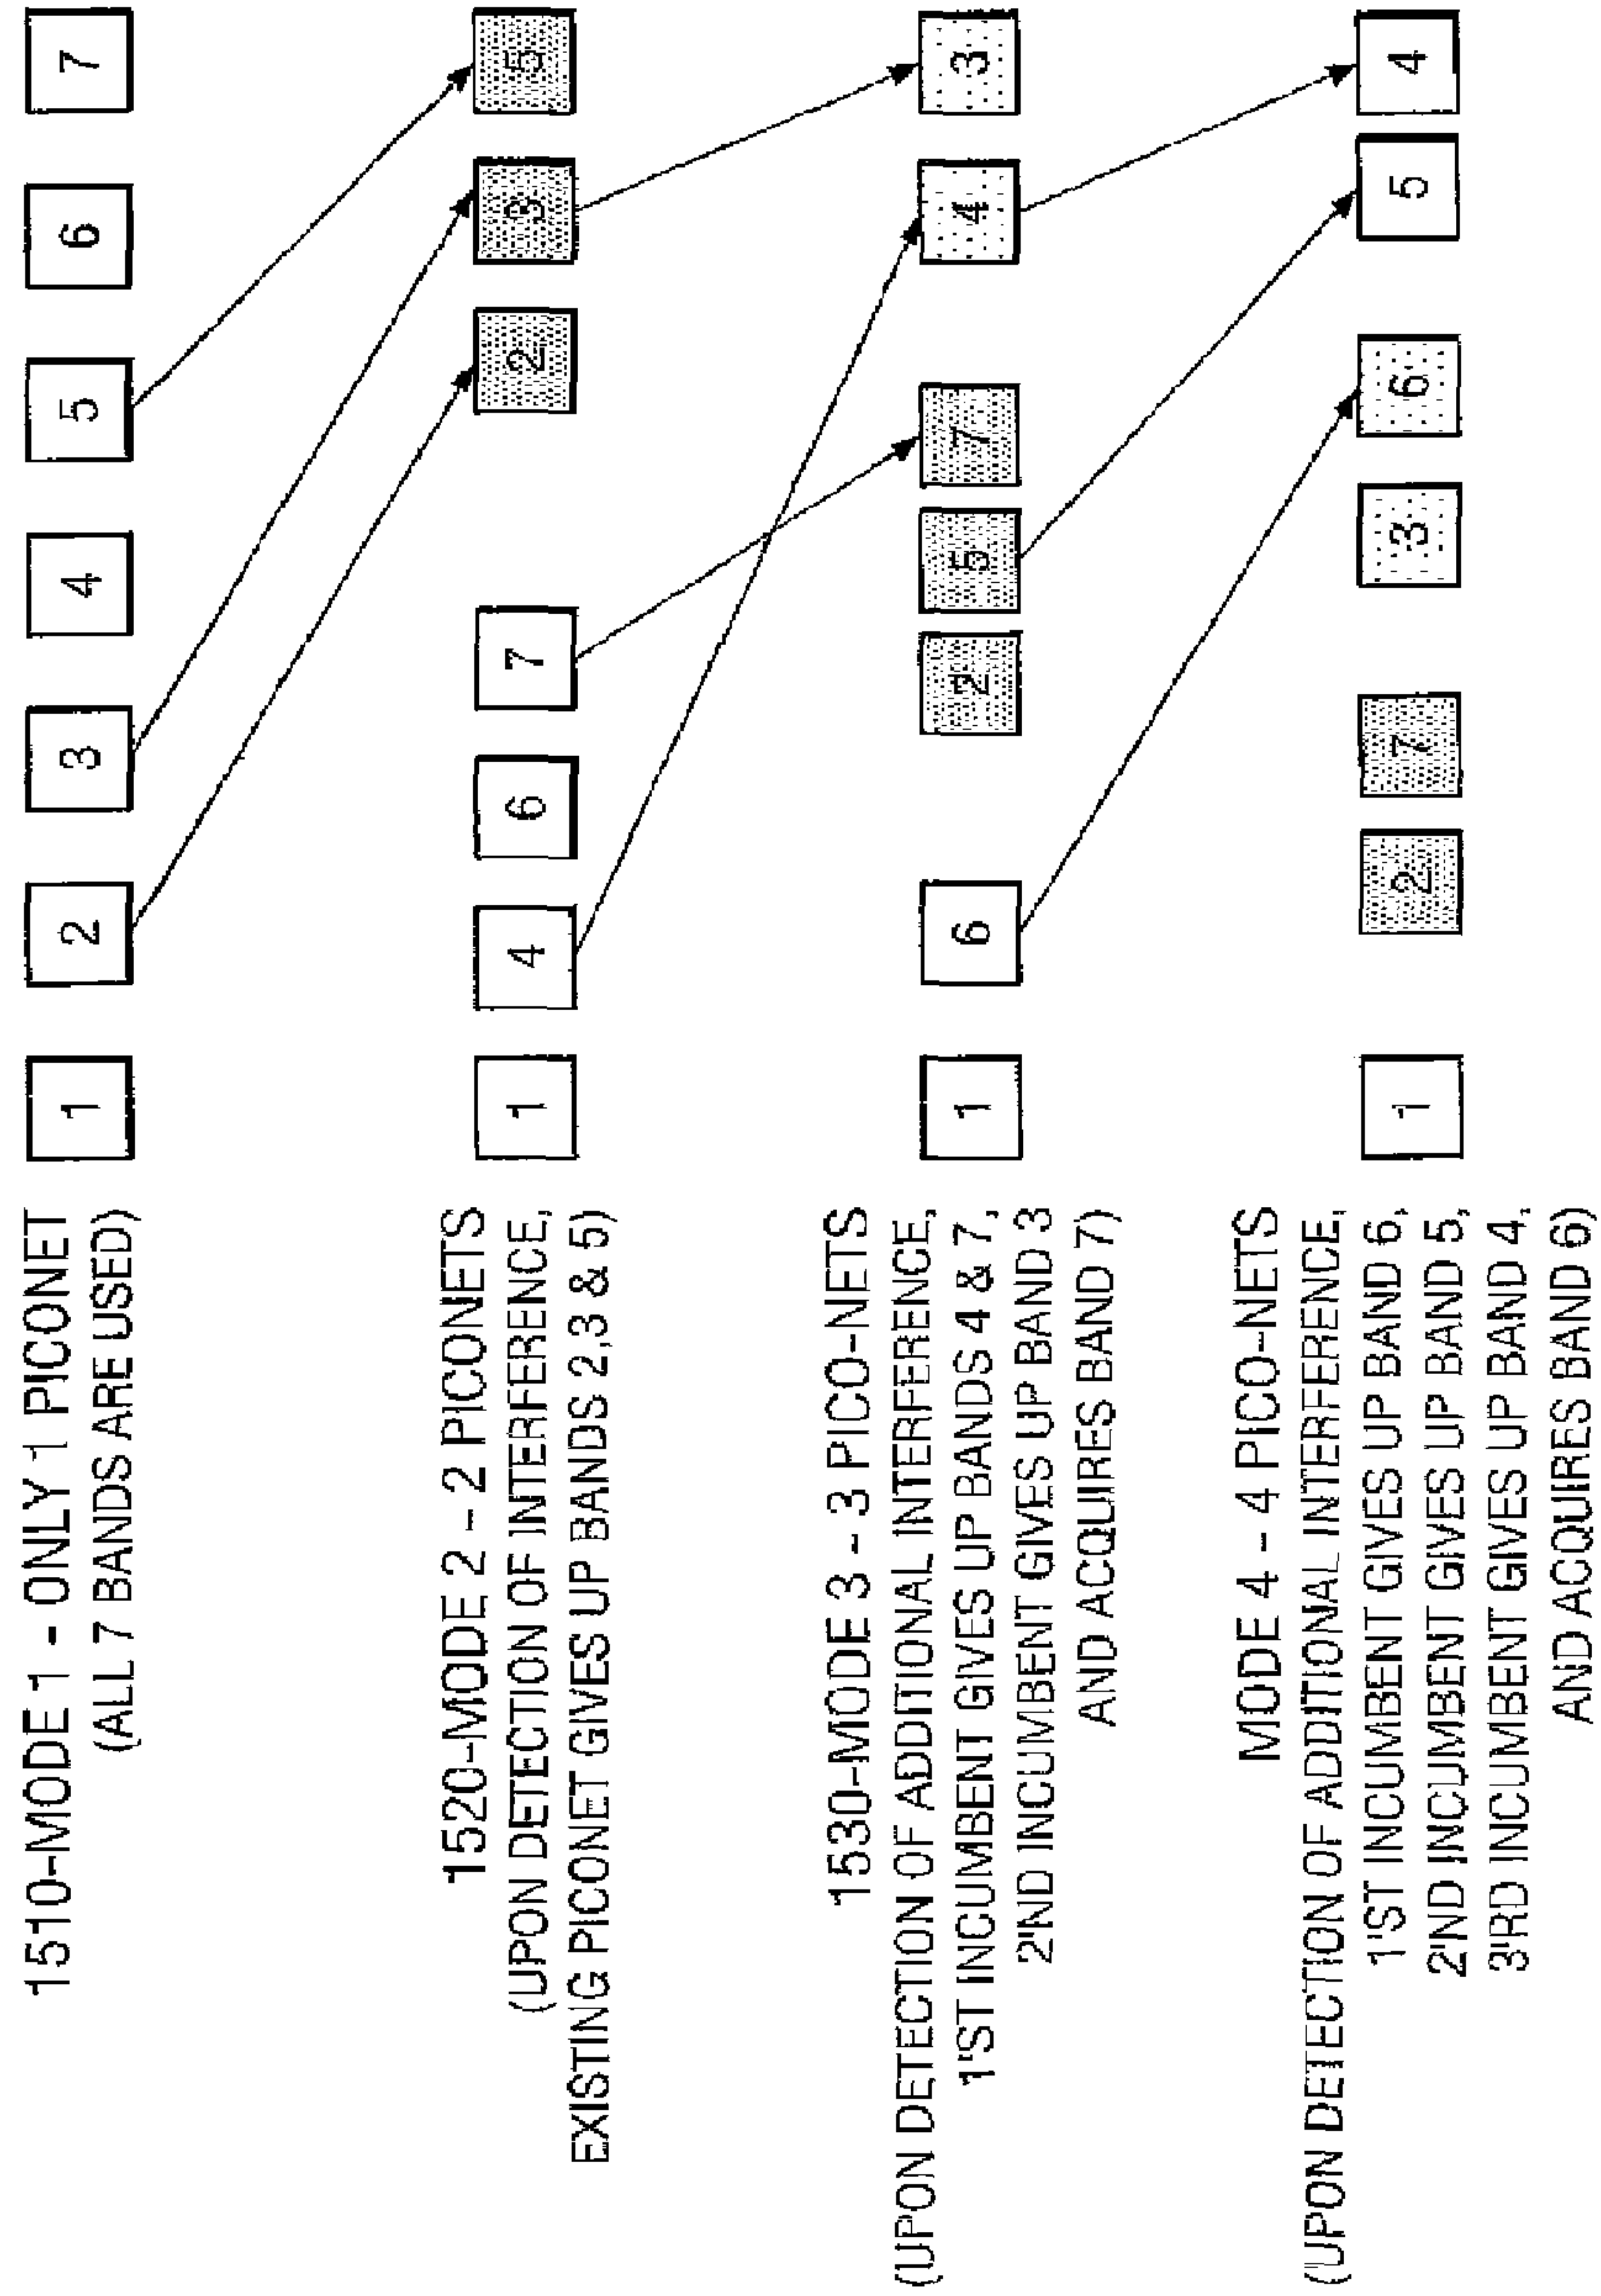 1510-MODE 1 - ONLY 1 PICONET
(ALL 7 BANDS ARE USED)
1 2 3 4 5 6 7
1520-MODE 2 - 2 PICONETS
(UPON DETECTION OF INTERFERENCE,
EXISTING PICONET GIVES UP BANDS 2,3 & 5)
1 4 6 7 2 3 5
1530-MODE 3 - 3 PICO-NETS
(UPON DETECTION OF ADDITIONAL INTERFERENCE,
1'ST INCUMBENT GIVES UP BANDS 4 & 7,
2'ND INCUMBENT GIVES UP BAND 3
AND ACQUIRES BAND 7)
1 6 2 5 7 4 3
MODE 4 - 4 PICO-NETS
(UPON DETECTION OF ADDITIONAL INTERFERENCE,
1'ST INCUMBENT GIVES UP BAND 6,
2'ND INCUMBENT GIVES UP BAND 5,
3'RD INCUMBENT GIVES UP BAND 4,
AND ACQUIRES BAND 6)
1 2 7 3 6 5 4